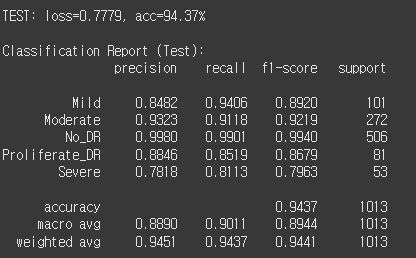 TEST: loss=0.7779, acc=94.37%
Classification Report (Test):
precision recall f1-score support
Mild 0.8482 0.9406 0.8920 101
Moderate 0.9323 0.9118 0.9219 272
No_DR 0.9980 0.9901 0.9940 506
Proliferate_DR 0.8846 0.8519 0.8679 81
Severe 0.7818 0.8113 0.7963 53
accuracy 0.9437 1013
macro avg 0.8890 0.9011 0.8944 1013
weighted avg 0.9451 0.9437 0.9441 1013